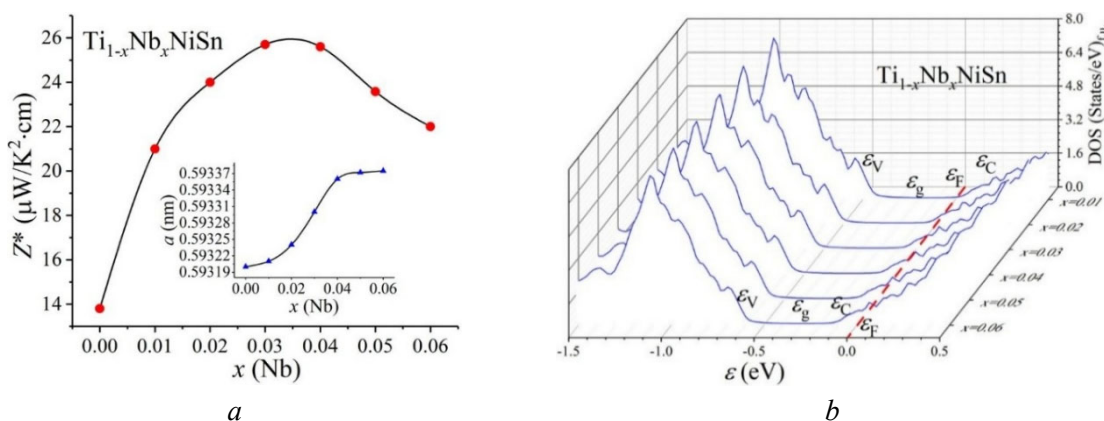 Ti1-xNbxNiSn
Z* (μW/K²·cm)
26
24
22
20
18
16
14
0.00 0.01 0.02 0.03 0.04 0.05 0.06
x (Nb)
a (nm)
0.59337
0.59334
0.59331
0.59328
0.59325
0.59322
0.59319
0.00 0.02 0.04 0.06
x (Nb)
a
Ti1-xNbxNiSn
DOS (States/eV)f.u.
8.0
6.4
4.8
3.2
1.6
0.0
εV
εg
εF
εC
x=0.01
x=0.02
x=0.03
x=0.04
x=0.05
x=0.06
εV
εg
εC
εF
-1.5 -1.0 -0.5 0.0 0.5
ε (eV)
b